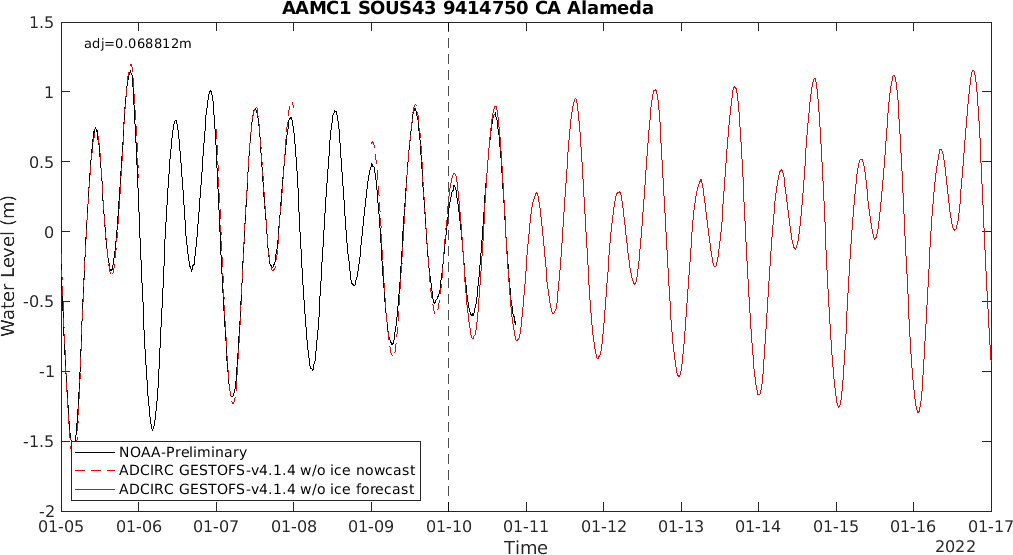 AAMC1 SOUS43 9414750 CA Alameda
adj=0.068812m
1.5
1
0.5
0
-0.5
-1
-1.5
-2
Water Level (m)
NOAA-Preliminary
ADCIRC GESTOFS-v4.1.4 w/o ice nowcast
ADCIRC GESTOFS-v4.1.4 w/o ice forecast
01-05 01-06 01-07 01-08 01-09 01-10 01-11 01-12 01-13 01-14 01-15 01-16 01-17
Time
2022